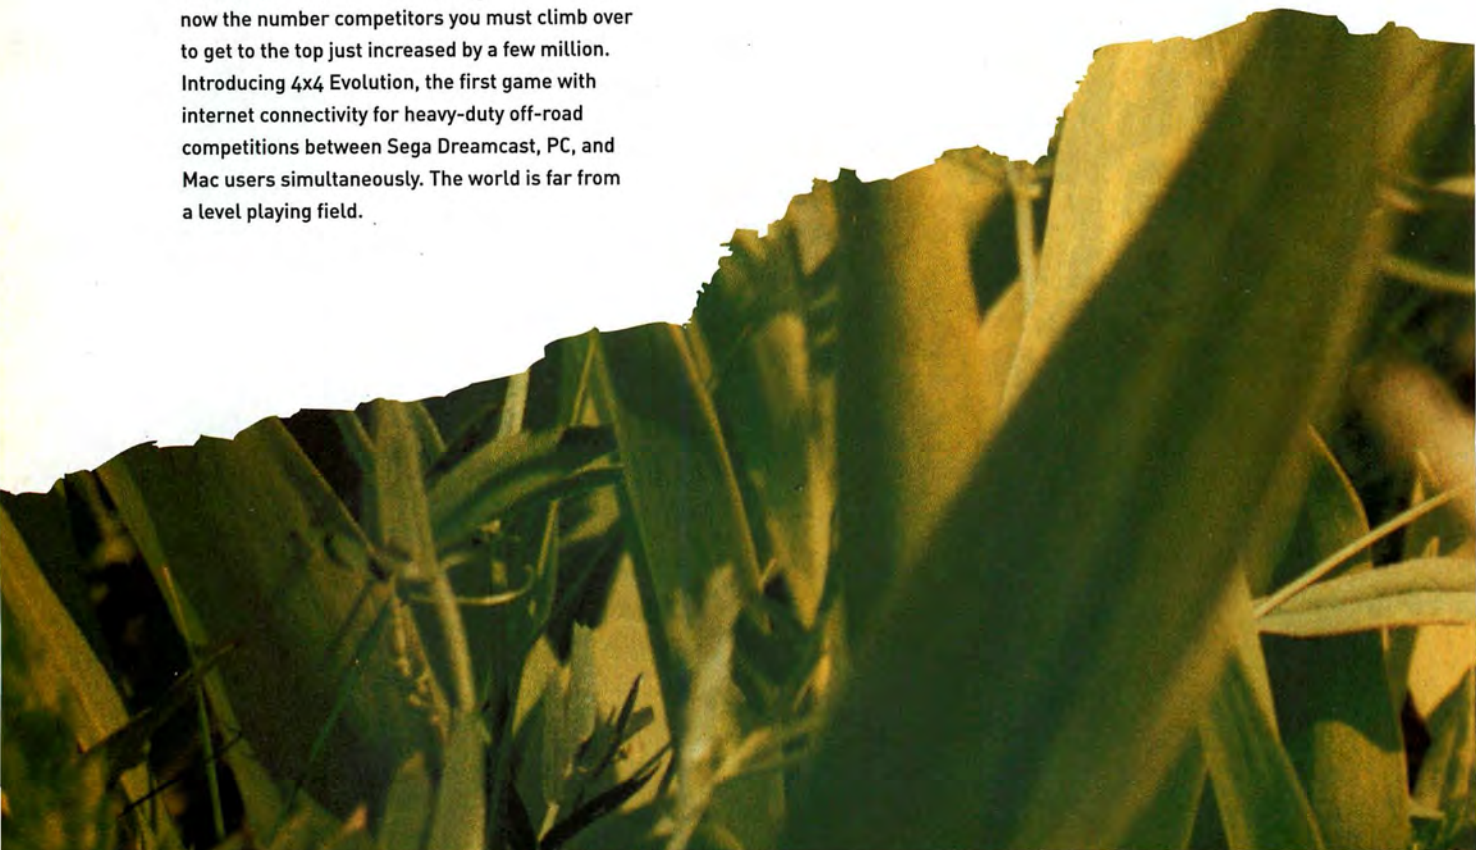 now the number competitors you must climb over
to get to the top just increased by a few million.
Introducing 4x4 Evolution, the first game with
internet connectivity for heavy-duty off-road
competitions between Sega Dreamcast, PC, and
Mac users simultaneously. The world is far from
a level playing field.